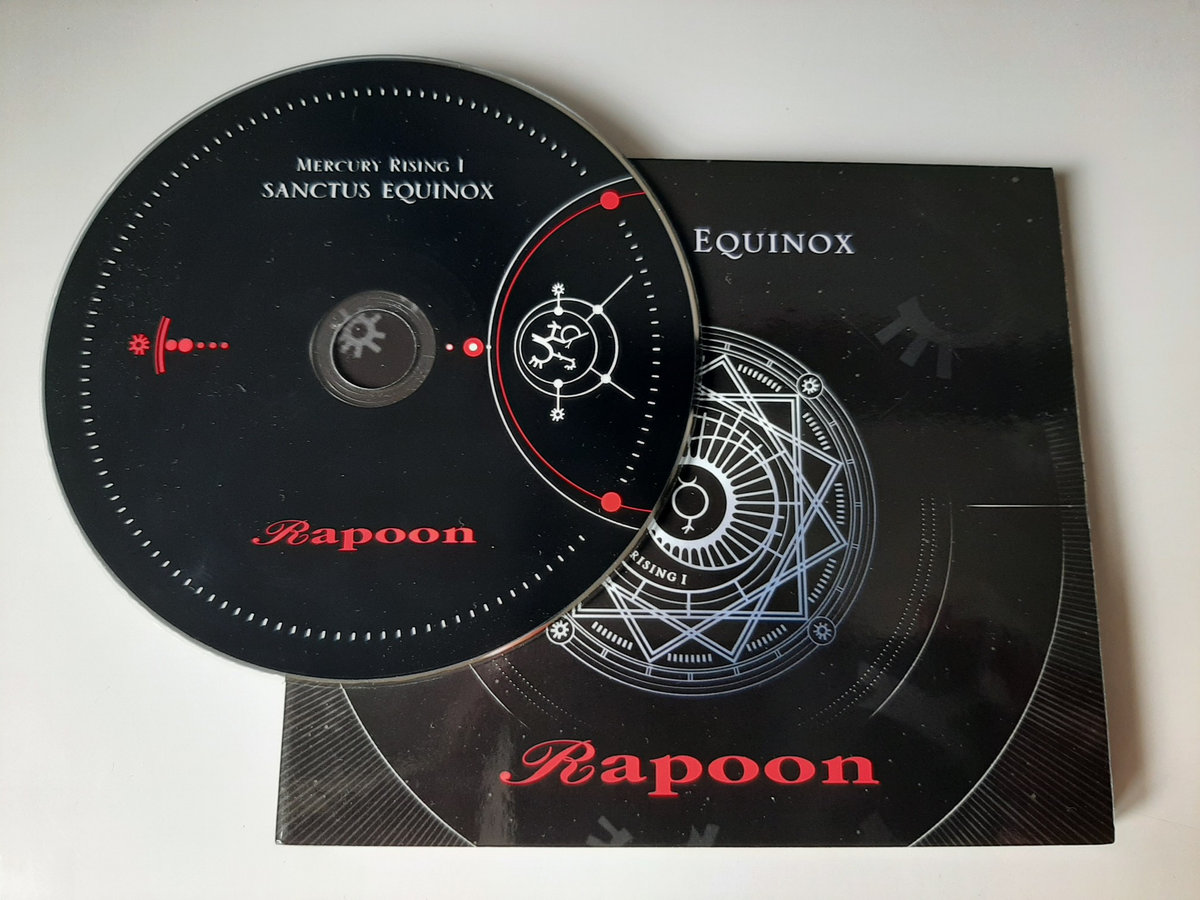 Mercury Rising I
SANCTUS EQUINOX
Rapoon
Equinox
RISING I
Rapoon